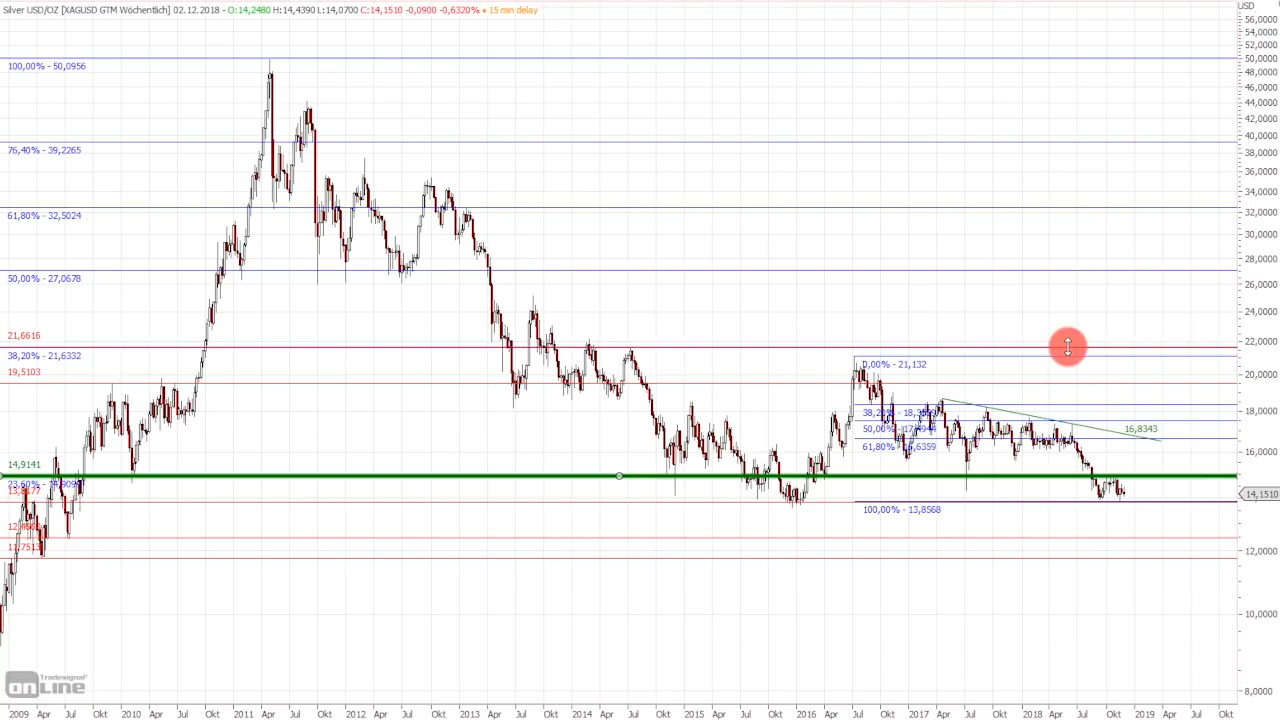 Silver USD/OZ [XAGUSD GTM Wöchentlich] 02.12.2018 - O:14,2480 H:14,4390 L:14,0700 C:14,1510 -0,0900 -0,6320% • 15 min delay
USD
56,0000
54,0000
52,0000
50,0000
48,0000
46,0000
44,0000
42,0000
40,0000
38,0000
36,0000
34,0000
32,0000
30,0000
28,0000
26,0000
24,0000
22,0000
20,0000
18,0000
16,0000
14,1510
12,0000
10,0000
8,0000
100,00% - 50,0956
76,40% - 39,2265
61,80% - 32,5024
50,00% - 27,0678
21,6616
38,20% - 21,6332
19,5103
14,9141
0,00% - 21,132
50,00%
61,80%
16,8343
100,00% - 13,8568
11,7513
Tradesignal®
onLine
2009 Apr Jul Okt 2010 Apr Jul Okt 2011 Apr Jul Okt 2012 Apr Jul Okt 2013 Apr Jul Okt 2014 Apr Jul Okt 2015 Apr Jul Okt 2016 Apr Jul Okt 2017 Apr Jul Okt 2018 Apr Jul Okt 2019 Apr Jul Okt